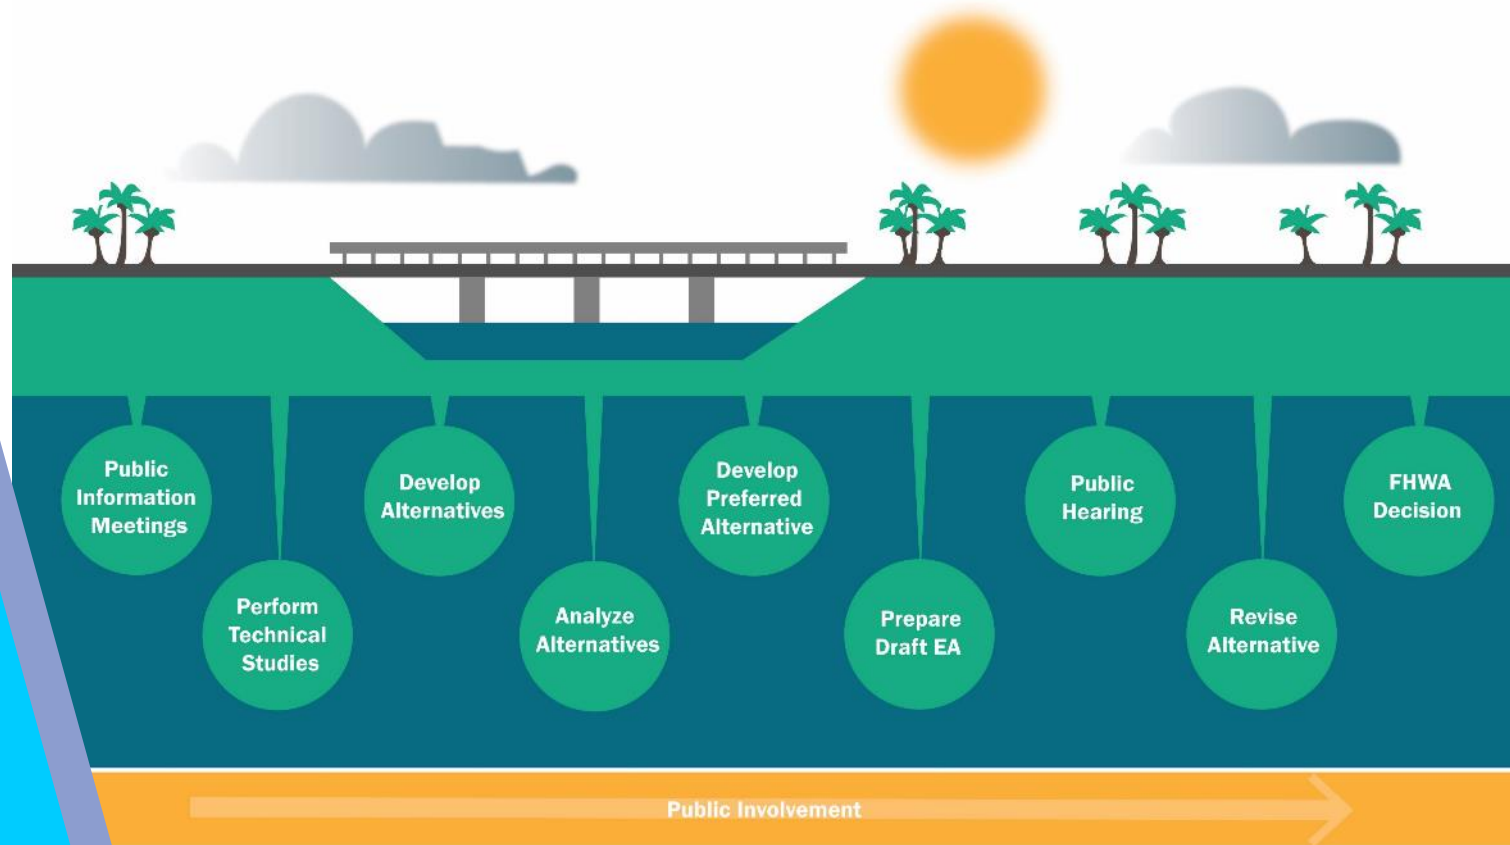 Public
Information
Meetings
Perform
Technical
Studies
Develop
Alternatives
Analyze
Alternatives
Develop
Preferred
Alternative
Prepare
Draft EA
Public
Hearing
Revise
Alternative
FHWA
Decision
Public Involvement